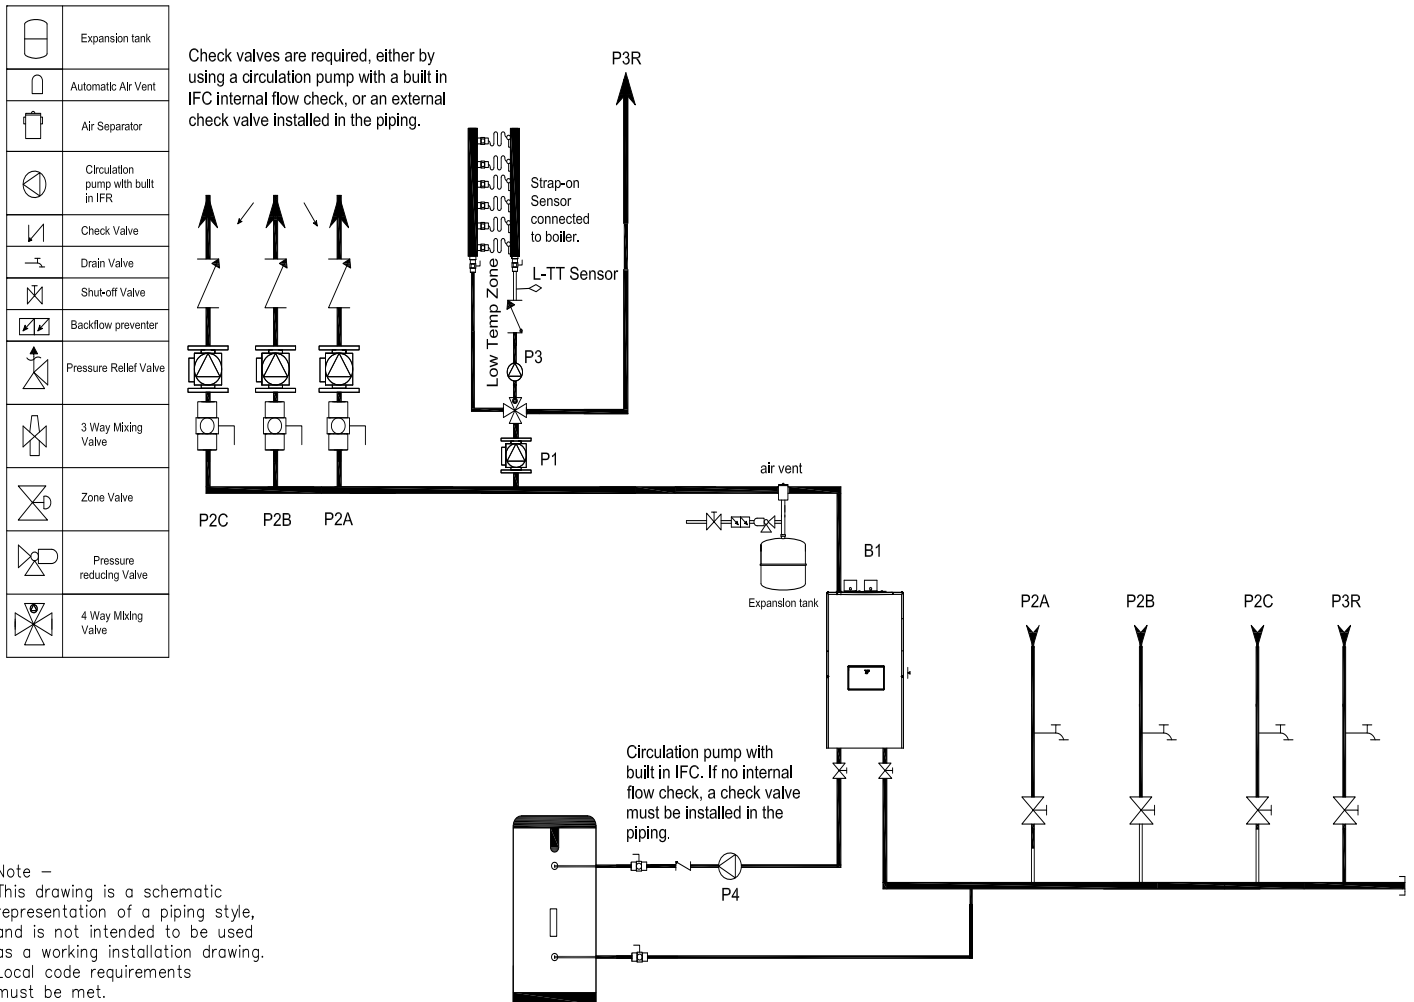 Expansion tank
Automatic Air Vent
Air Separator
Circulation
pump with built
in IFR
Check Valve
Drain Valve
Shut-off Valve
Backflow preventer
Pressure Relief Valve
3 Way Mixing
Valve
Zone Valve
Pressure
reducing Valve
4 Way Mixing
Valve
Check valves are required, either by
using a circulation pump with a built in
IFC internal flow check, or an external
check valve installed in the piping.
P3R
Strap-on
Sensor
connected
to boiler.
L-TT Sensor
Low Temp Zone
P3
P1
P2C
P2B
P2A
air vent
Expansion tank
B1
P2A
P2B
P2C
P3R
Circulation pump with
built in IFC. If no internal
flow check, a check valve
must be installed in the
piping.
P4
Note –
This drawing is a schematic
representation of a piping style,
and is not intended to be used
as a working installation drawing.
Local code requirements
must be met.